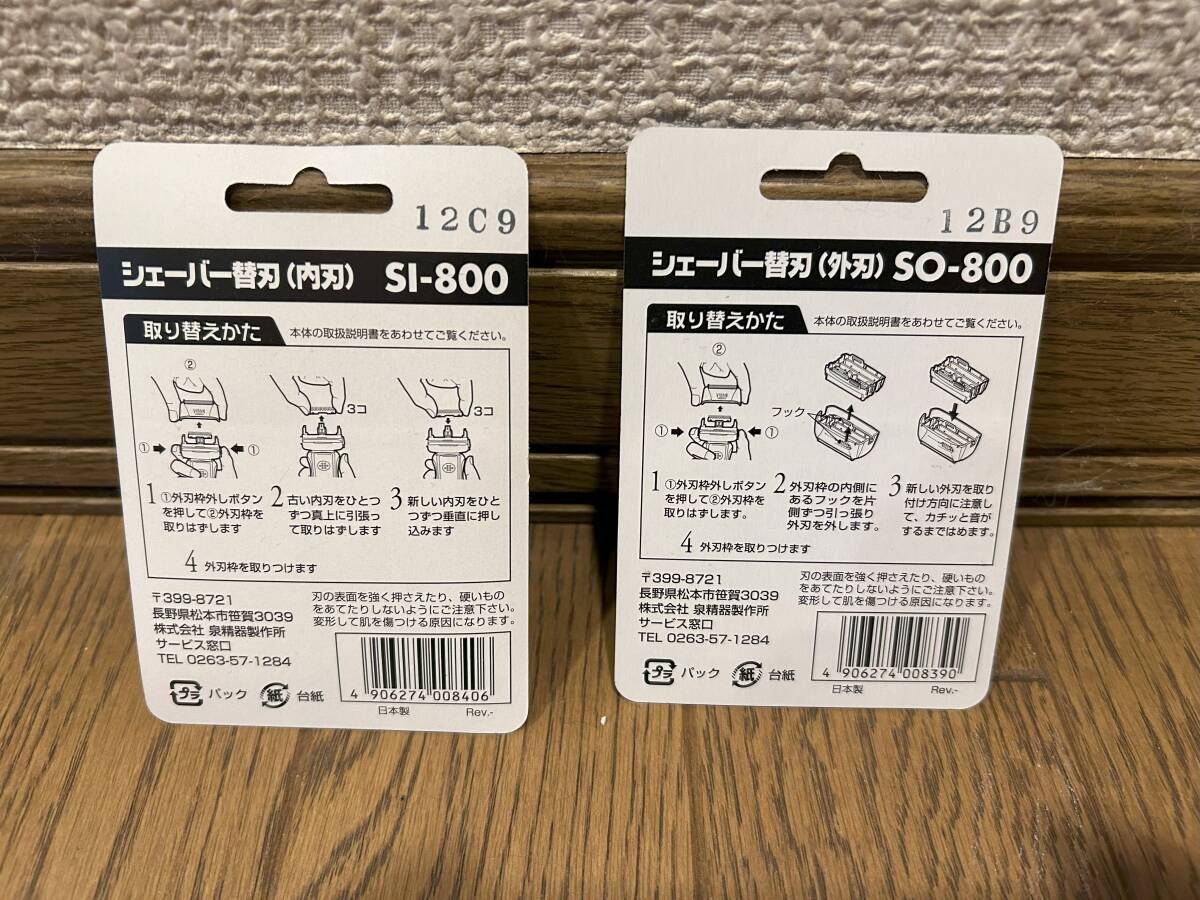 12C9
シェーバー替刃(内刃) SI-800
取り替えかた 本体の取扱説明書をあわせてご覧ください。
②
3コ
3コ
① ①
1 ①外刃枠外しボタン
を押して②外刃枠を
取りはずします
2 古い内刃をひとつ
ずつ真上に引張っ
て取りはずします
3 新しい内刃をひと
つずつ垂直に押し
込みます
4 外刃枠を取りつけます
〒399-8721
長野県松本市笹賀3039
株式会社 泉精器製作所
サービス窓口
TEL 0263-57-1284
刃の表面を強く押さえたり、硬いもの
をあてたりしないようにご注意下さい。
変形して肌を傷つける原因になります。
プラ パック 紙 台紙
4 906274 008406
日本製 Rev.-
12B9
シェーバー替刃(外刃) SO-800
取り替えかた 本体の取扱説明書をあわせてご覧ください。
②
フック
① ①
1 ①外刃枠外しボタン
を押して②外刃枠を
取りはずします。
2 外刃枠の内側に
あるフックを片
側ずつ引っ張り
外刃を外します。
3 新しい外刃を取り
付け方向に注意し
て、カチッと音が
するまではめます。
4 外刃枠を取りつけます
〒399-8721
長野県松本市笹賀3039
株式会社 泉精器製作所
サービス窓口
TEL 0263-57-1284
刃の表面を強く押さえたり、硬いもの
をあてたりしないようにご注意下さい。
変形して肌を傷つける原因になります。
プラ パック 紙 台紙
4 906274 008390
日本製 Rev.-